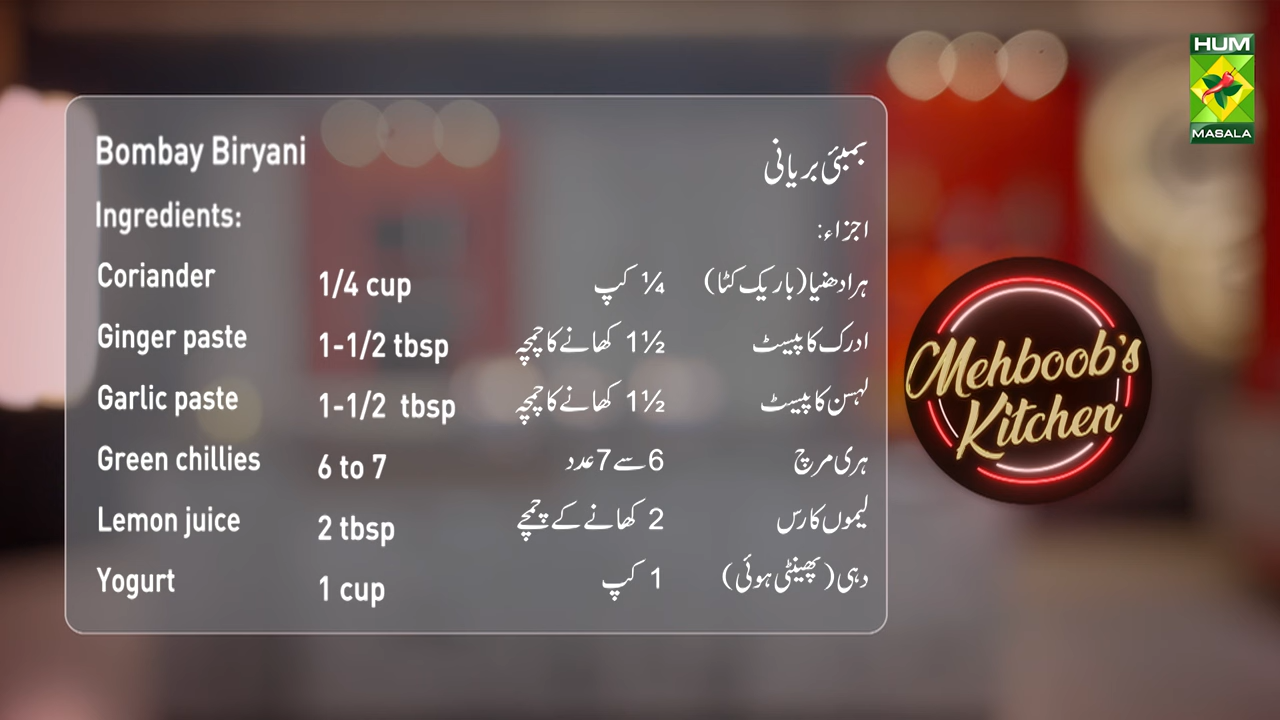 HUM
MASALA
Bombay Biryani بمبئی بریانی
Ingredients: اجزاء:
Coriander 1/4 cup ہرا دھنیا (باریک کٹا) ¼ کپ
Ginger paste 1-1/2 tbsp ادرک کا پیسٹ 1½ کھانے کا چمچہ
Garlic paste 1-1/2 tbsp لہسن کا پیسٹ 1½ کھانے کا چمچہ
Green chillies 6 to 7 ہری مرچ 6 سے 7 عدد
Lemon juice 2 tbsp لیموں کا رس 2 کھانے کے چمچے
Yogurt 1 cup دہی (پھینٹی ہوئی) 1 کپ
Mehboob's
Kitchen